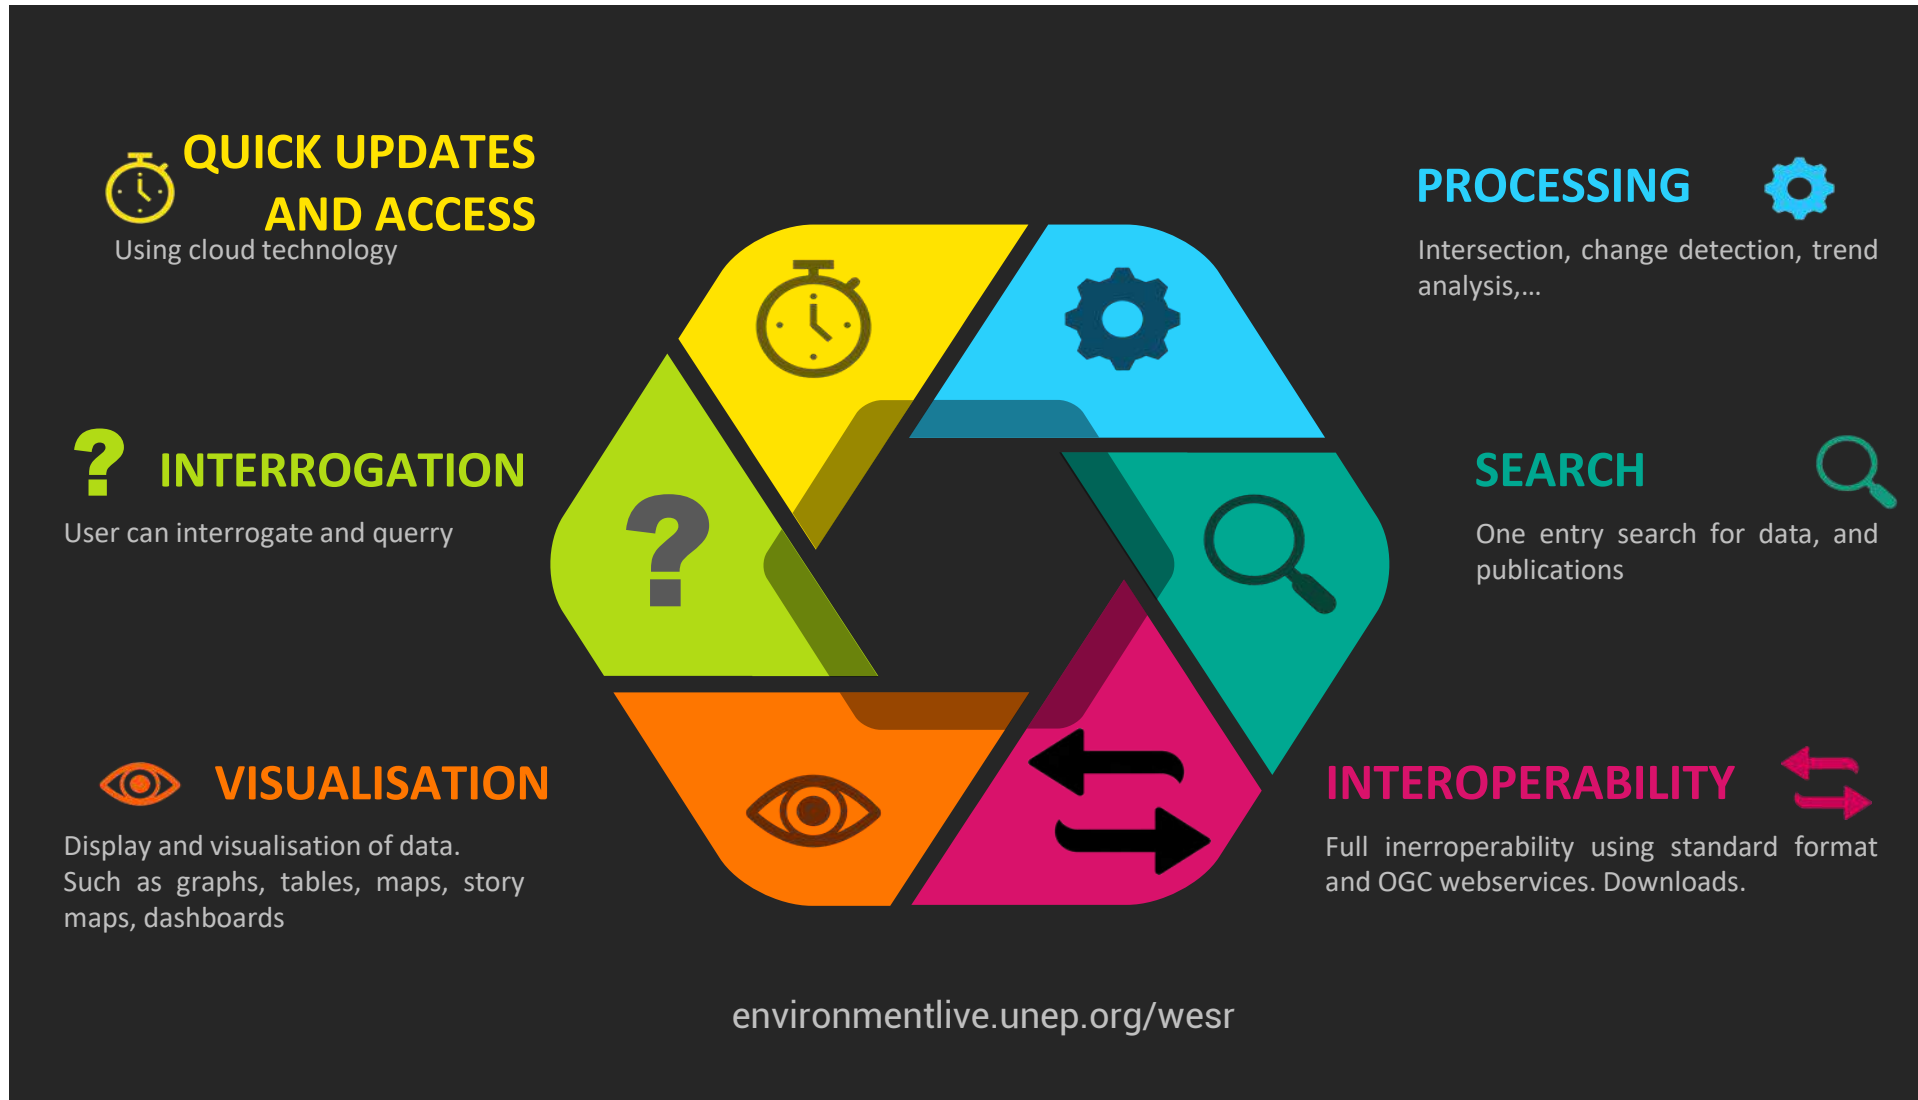 QUICK UPDATES
AND ACCESS
Using cloud technology
INTERROGATION
User can interrogate and querry
VISUALISATION
Display and visualisation of data.
Such as graphs, tables, maps, story
maps, dashboards
PROCESSING
Intersection, change detection, trend
analysis,...
SEARCH
One entry search for data, and
publications
INTEROPERABILITY
Full inerroperability using standard format
and OGC webservices. Downloads.
environmentlive.unep.org/wesr